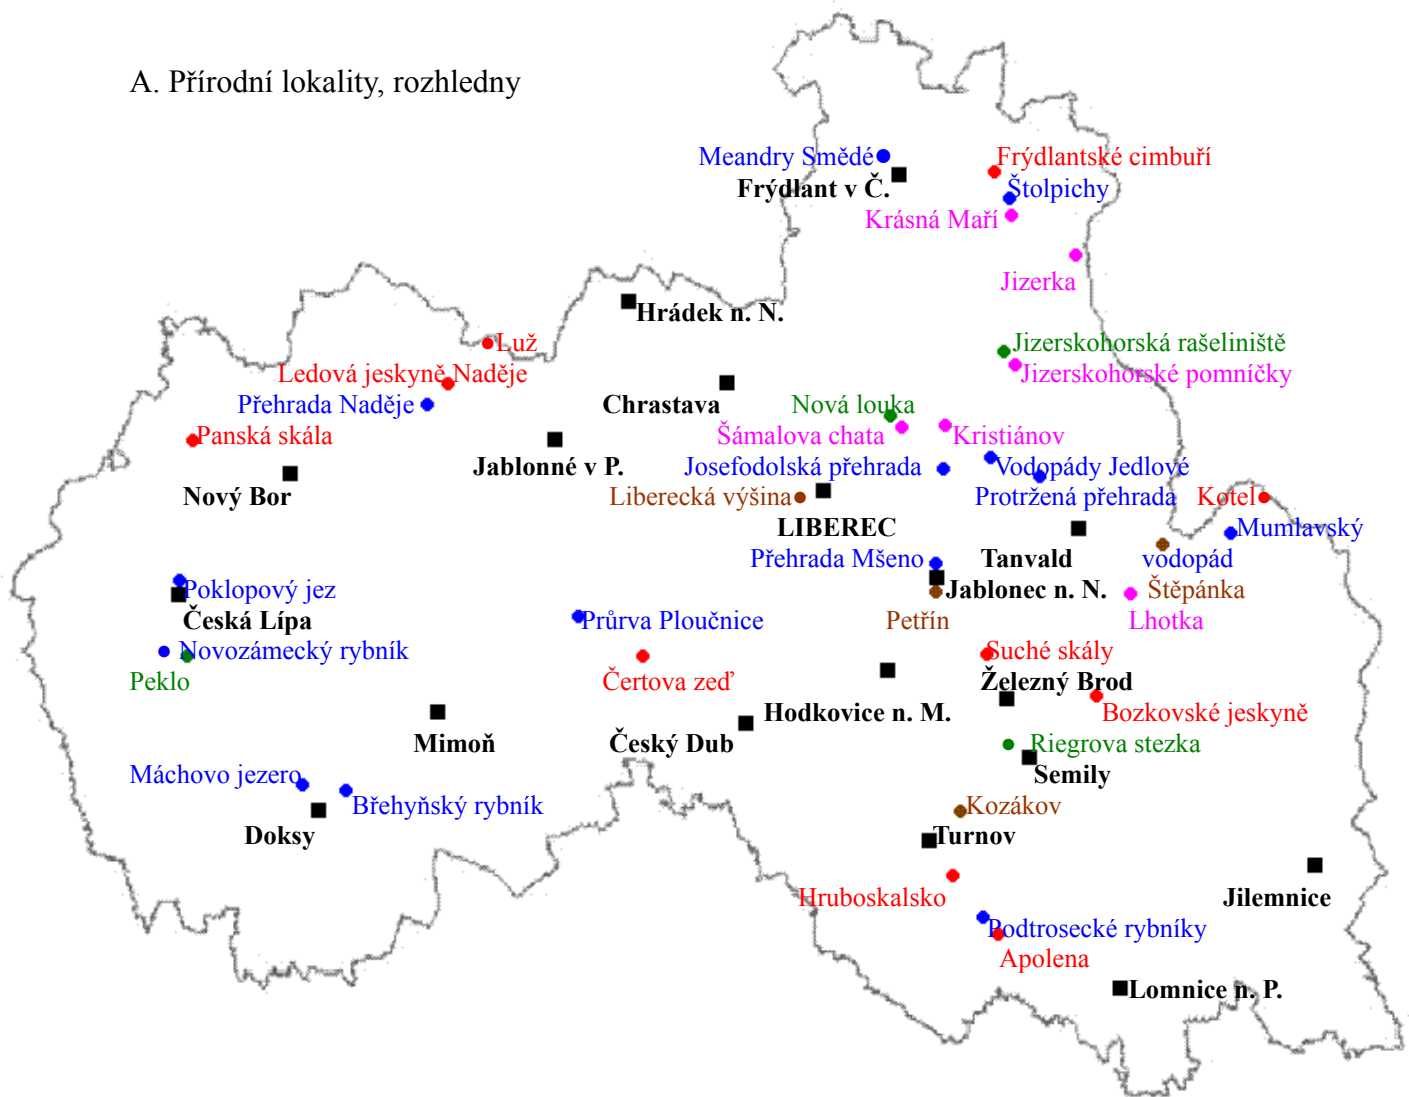 A. Přírodní lokality, rozhledny
Meandry Smědé
Frýdlantské cimbuří
Frýdlant v Č.
Štolpichy
Krásná Maří
Jizerka
Hrádek n. N.
Luž
Jizerskohorská rašeliniště
Ledová jeskyně Naděje
Jizerskohorské pomníčky
Přehrada Naděje
Chrastava
Nová louka
Panská skála
Šámalova chata
Kristiánov
Jablonné v P.
Josefodolská přehrada
Vodopády Jedlové
Nový Bor
Liberecká výšina
Protržená přehrada
Kotel
LIBEREC
Mumlavský
Přehrada Mšeno
Tanvald
vodopád
Poklopový jez
Jablonec n. N.
Štěpánka
Česká Lípa
Průrva Ploučnice
Petřín
Lhotka
Novozámecký rybník
Suché skály
Peklo
Čertova zeď
Železný Brod
Hodkovice n. M.
Bozkovské jeskyně
Mimoň
Český Dub
Riegrova stezka
Máchovo jezero
Semily
Břehyňský rybník
Kozákov
Doksy
Turnov
Hruboskalsko
Jilemnice
Podtrosecké rybníky
Apolena
Lomnice n. P.